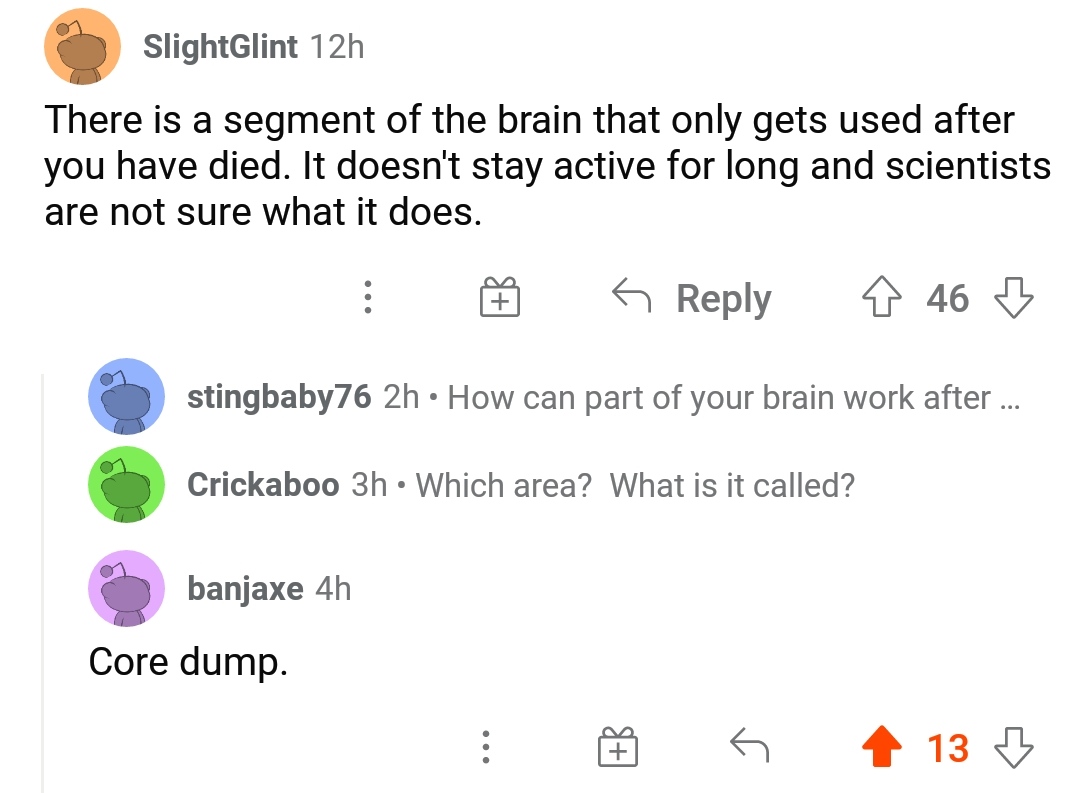 SlightGlint 12h
There is a segment of the brain that only gets used after
you have died. It doesn't stay active for long and scientists
are not sure what it does.
Reply 46
stingbaby76 2h • How can part of your brain work after ...
Crickaboo 3h • Which area?  What is it called?
banjaxe 4h
Core dump.
13